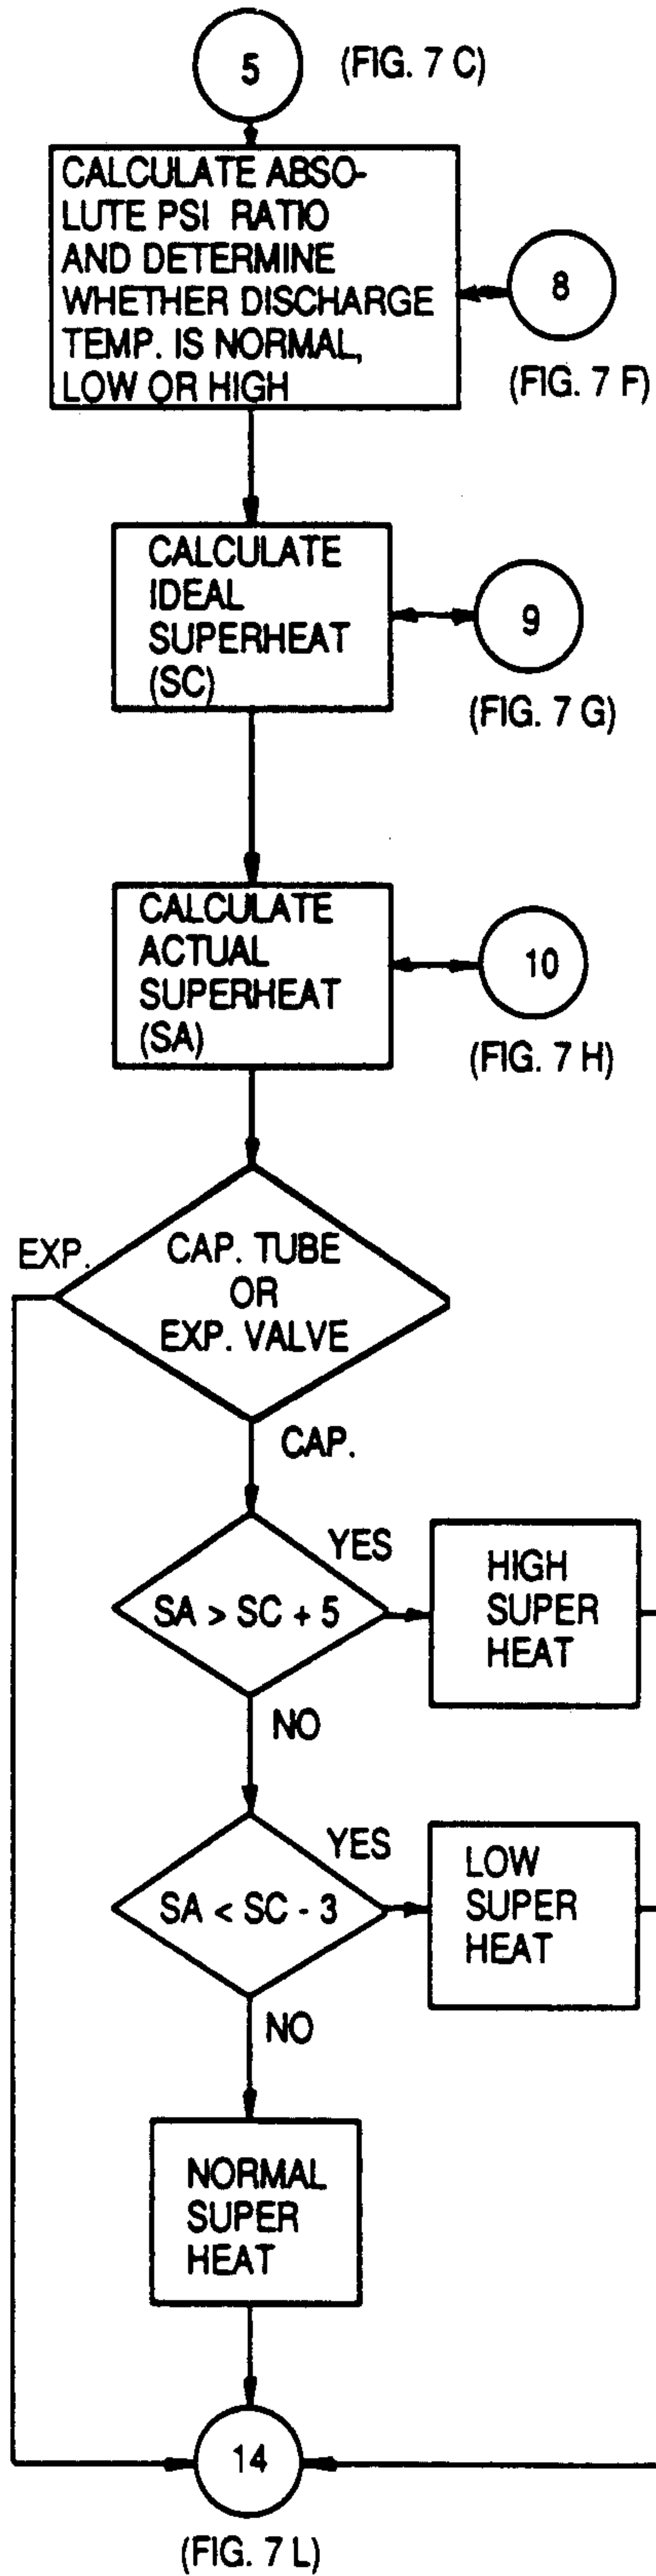 5
(FIG. 7 C)
CALCULATE ABSO-
LUTE PSI RATIO
AND DETERMINE
WHETHER DISCHARGE
TEMP. IS NORMAL,
LOW OR HIGH
8
(FIG. 7 F)
CALCULATE
IDEAL
SUPERHEAT
(SC)
9
(FIG. 7 G)
CALCULATE
ACTUAL
SUPERHEAT
(SA)
10
(FIG. 7 H)
EXP.
CAP. TUBE
OR
EXP. VALVE
CAP.
SA > SC + 5
YES
HIGH
SUPER
HEAT
NO
SA < SC - 3
YES
LOW
SUPER
HEAT
NO
NORMAL
SUPER
HEAT
14
(FIG. 7 L)